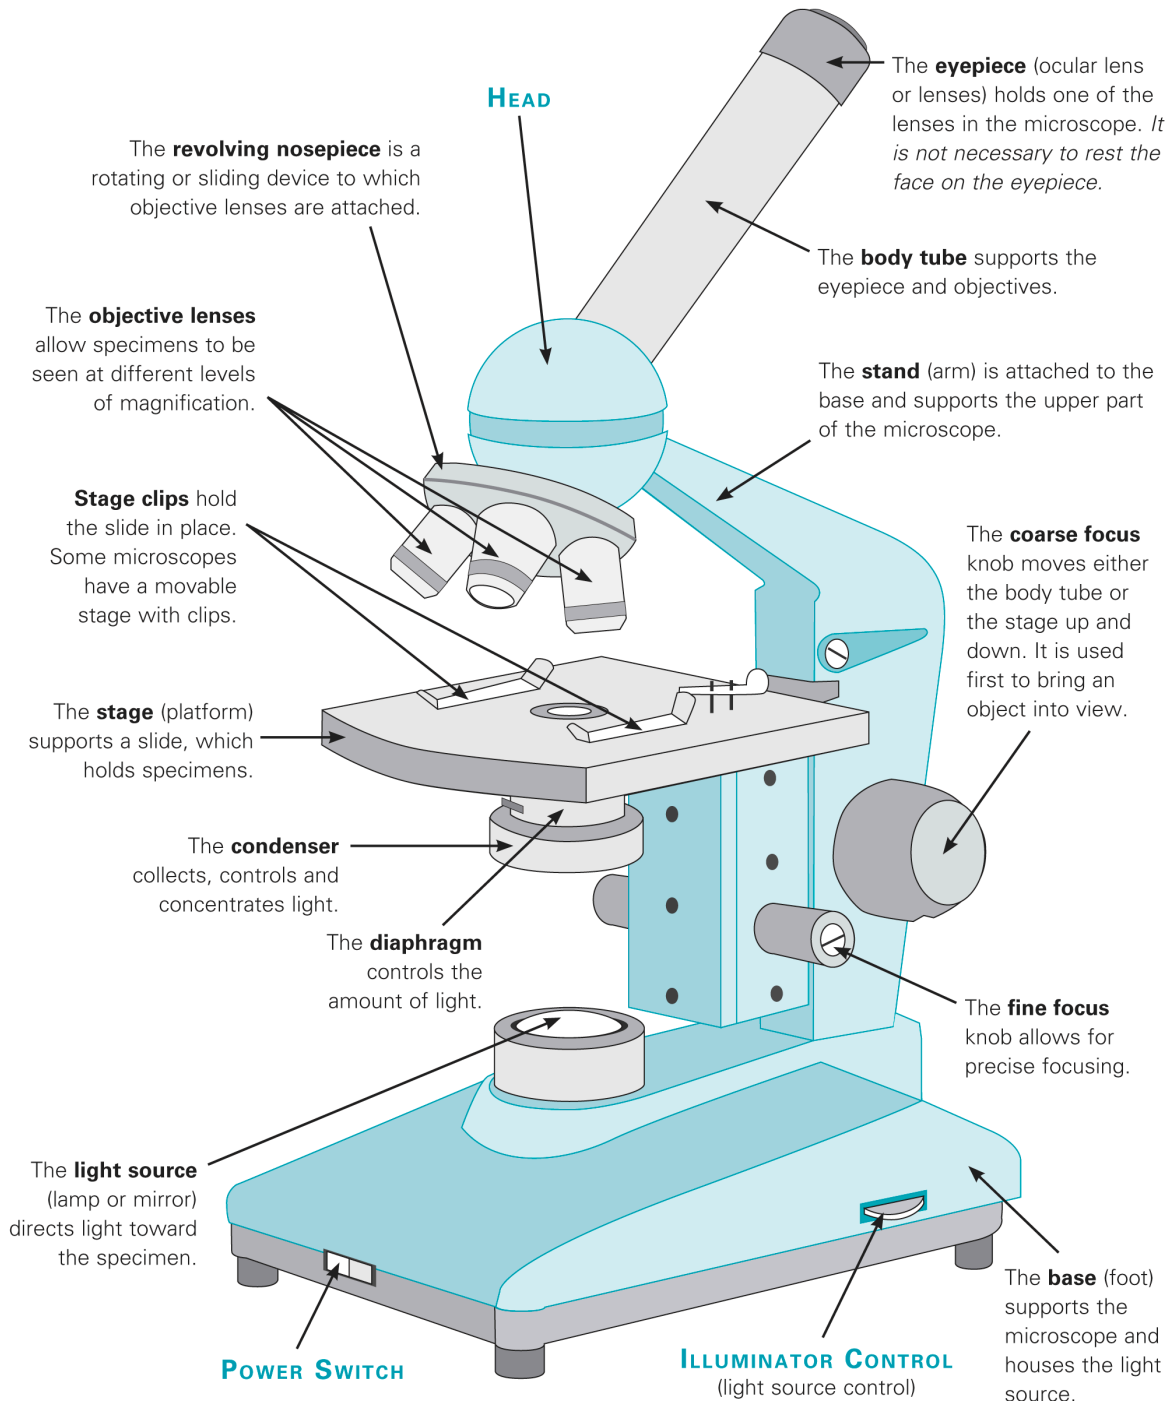 The eyepiece (ocular lens
or lenses) holds one of the
lenses in the microscope. It
is not necessary to rest the
face on the eyepiece.
HEAD
The revolving nosepiece is a
rotating or sliding device to which
objective lenses are attached.
The body tube supports the
eyepiece and objectives.
The objective lenses
allow specimens to be
seen at different levels
of magnification.
The stand (arm) is attached to the
base and supports the upper part
of the microscope.
Stage clips hold
the slide in place.
Some microscopes
have a movable
stage with clips.
The coarse focus
knob moves either
the body tube or
the stage up and
down. It is used
first to bring an
object into view.
The stage (platform)
supports a slide, which
holds specimens.
The condenser
collects, controls and
concentrates light.
The diaphragm
controls the
amount of light.
The fine focus
knob allows for
precise focusing.
The light source
(lamp or mirror)
directs light toward
the specimen.
The base (foot)
supports the
microscope and
houses the light
source.
POWER SWITCH
ILLUMINATOR CONTROL
(light source control)